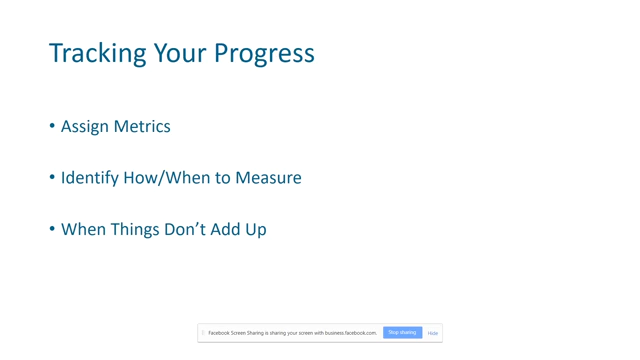 Tracking Your Progress
• Assign Metrics
• Identify How/When to Measure
• When Things Don’t Add Up
Facebook Screen Sharing is sharing your screen with business.facebook.com. Stop sharing Hide